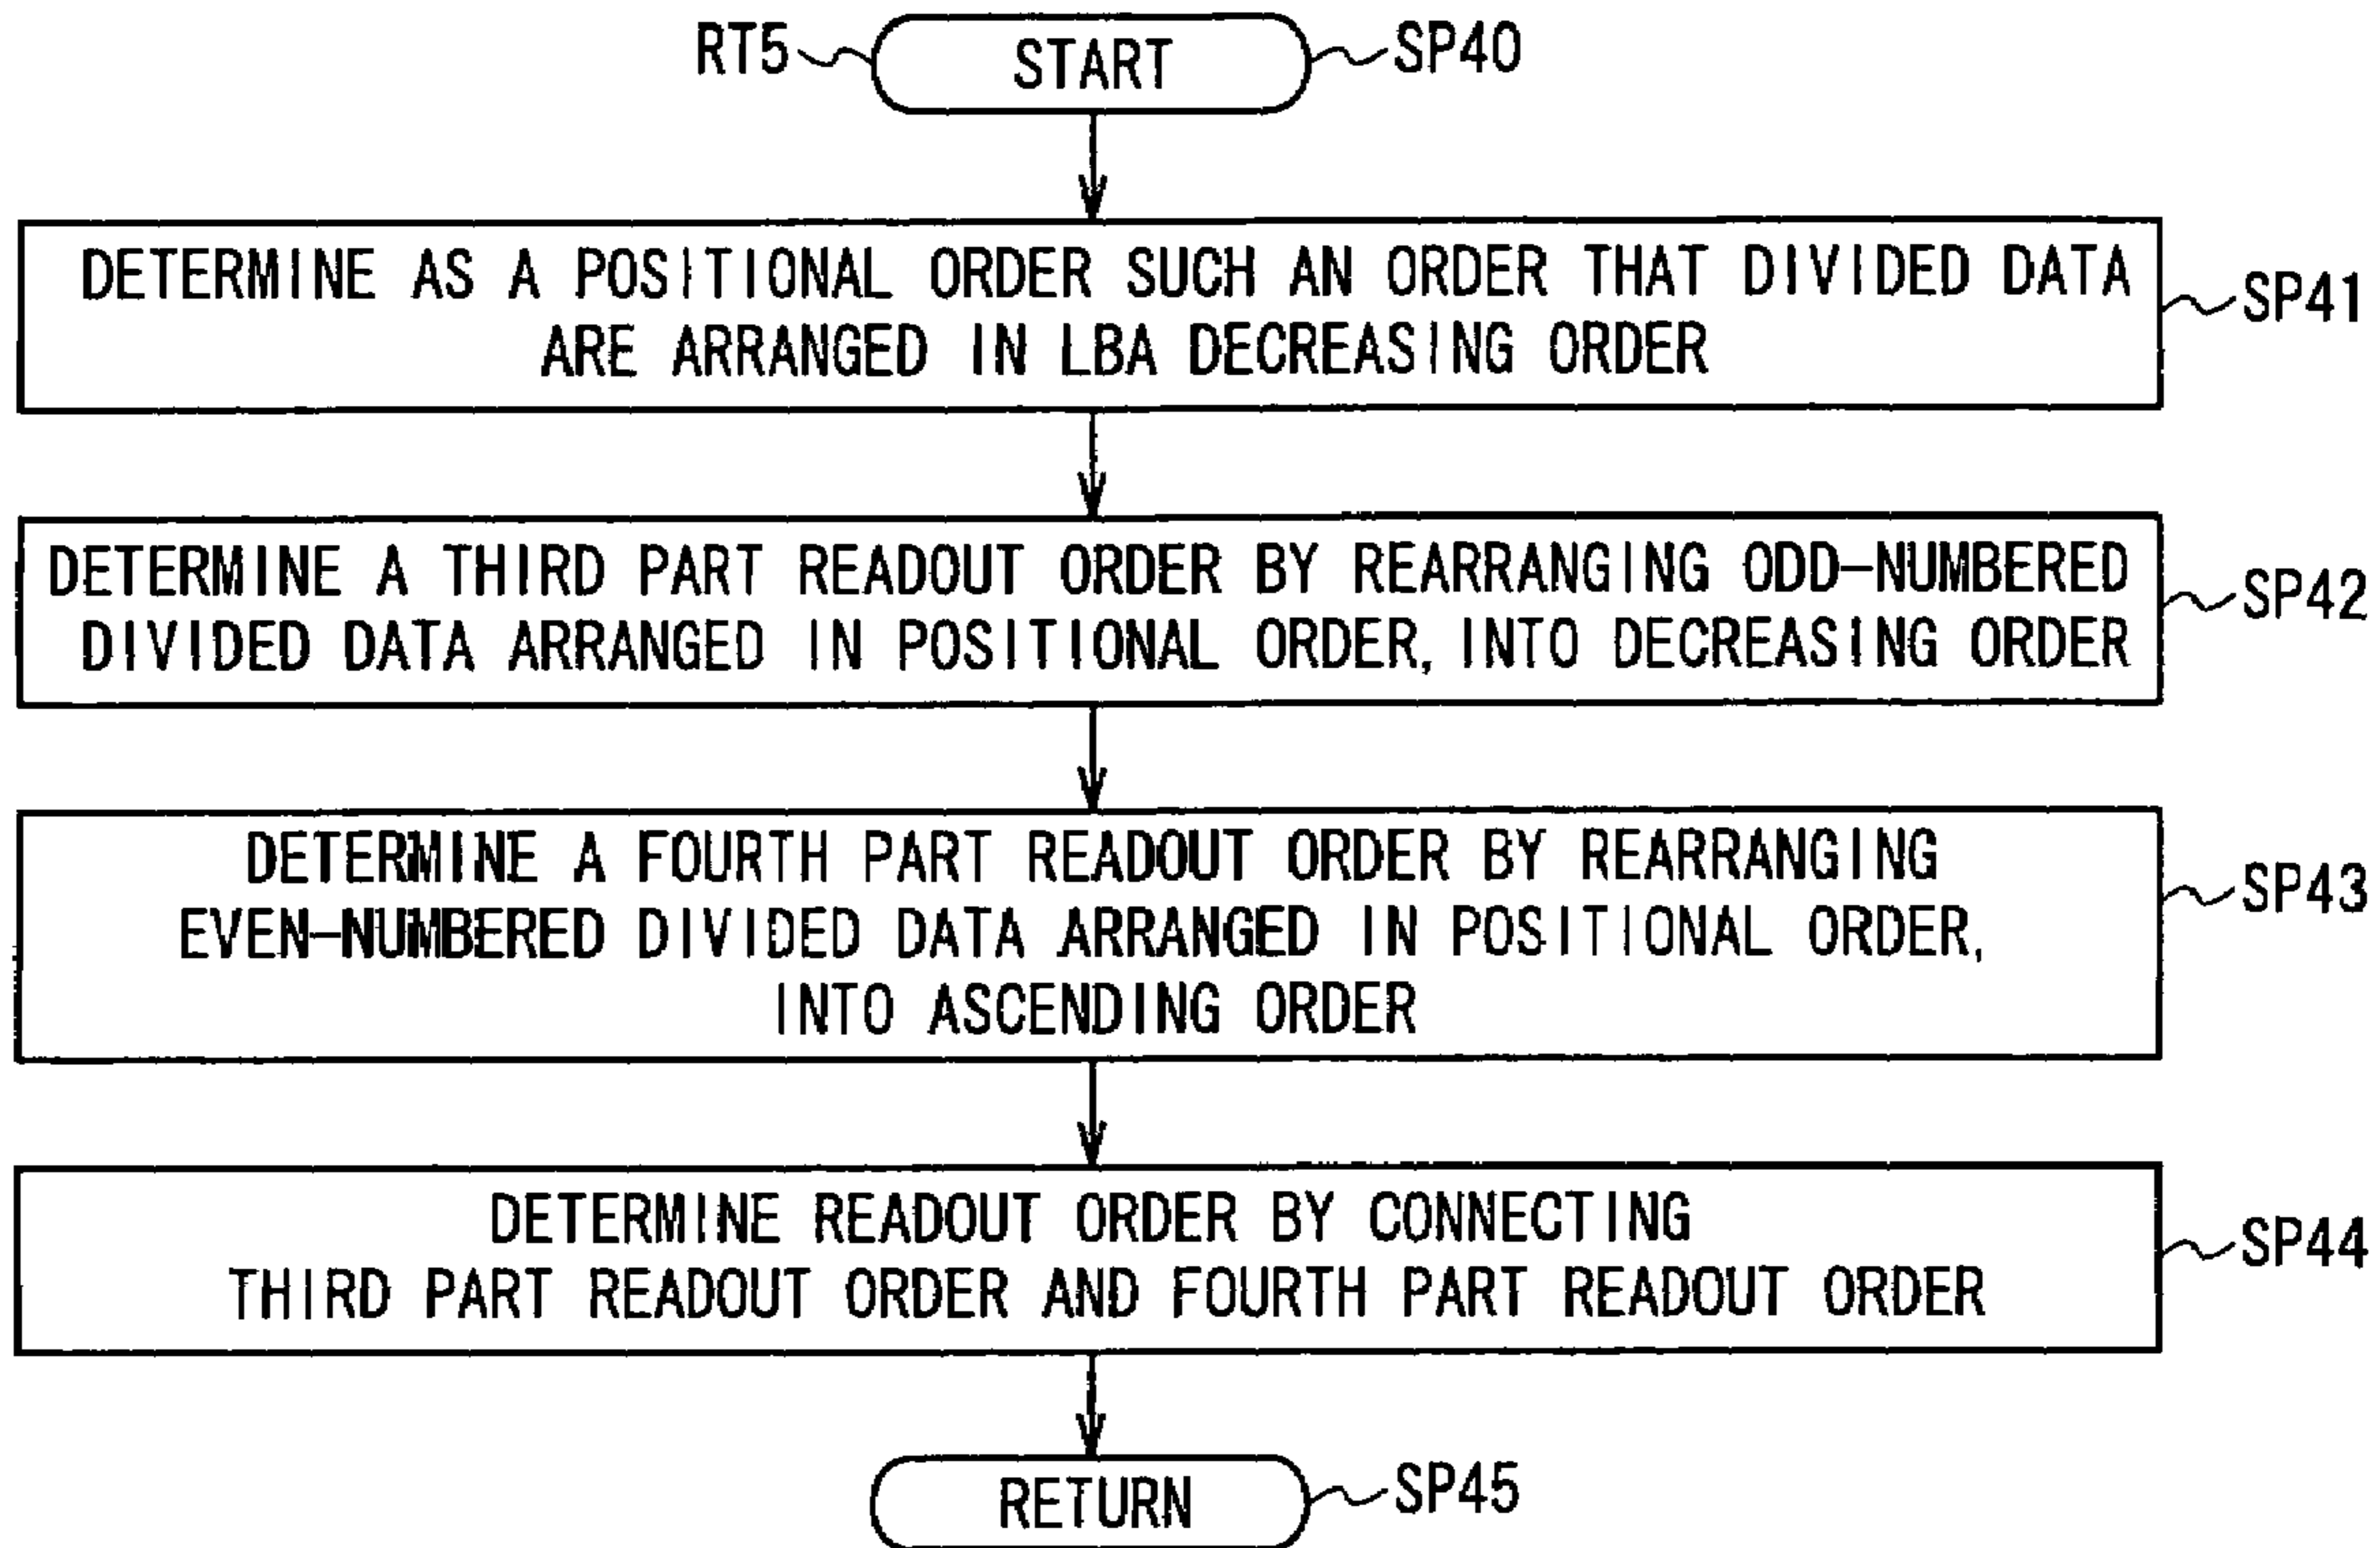 RT5
START
SP40
DETERMINE AS A POSITIONAL ORDER SUCH AN ORDER THAT DIVIDED DATA
ARE ARRANGED IN LBA DECREASING ORDER
SP41
DETERMINE A THIRD PART READOUT ORDER BY REARRANGING ODD-NUMBERED
DIVIDED DATA ARRANGED IN POSITIONAL ORDER, INTO DECREASING ORDER
SP42
DETERMINE A FOURTH PART READOUT ORDER BY REARRANGING
EVEN-NUMBERED DIVIDED DATA ARRANGED IN POSITIONAL ORDER,
INTO ASCENDING ORDER
SP43
DETERMINE READOUT ORDER BY CONNECTING
THIRD PART READOUT ORDER AND FOURTH PART READOUT ORDER
SP44
RETURN
SP45